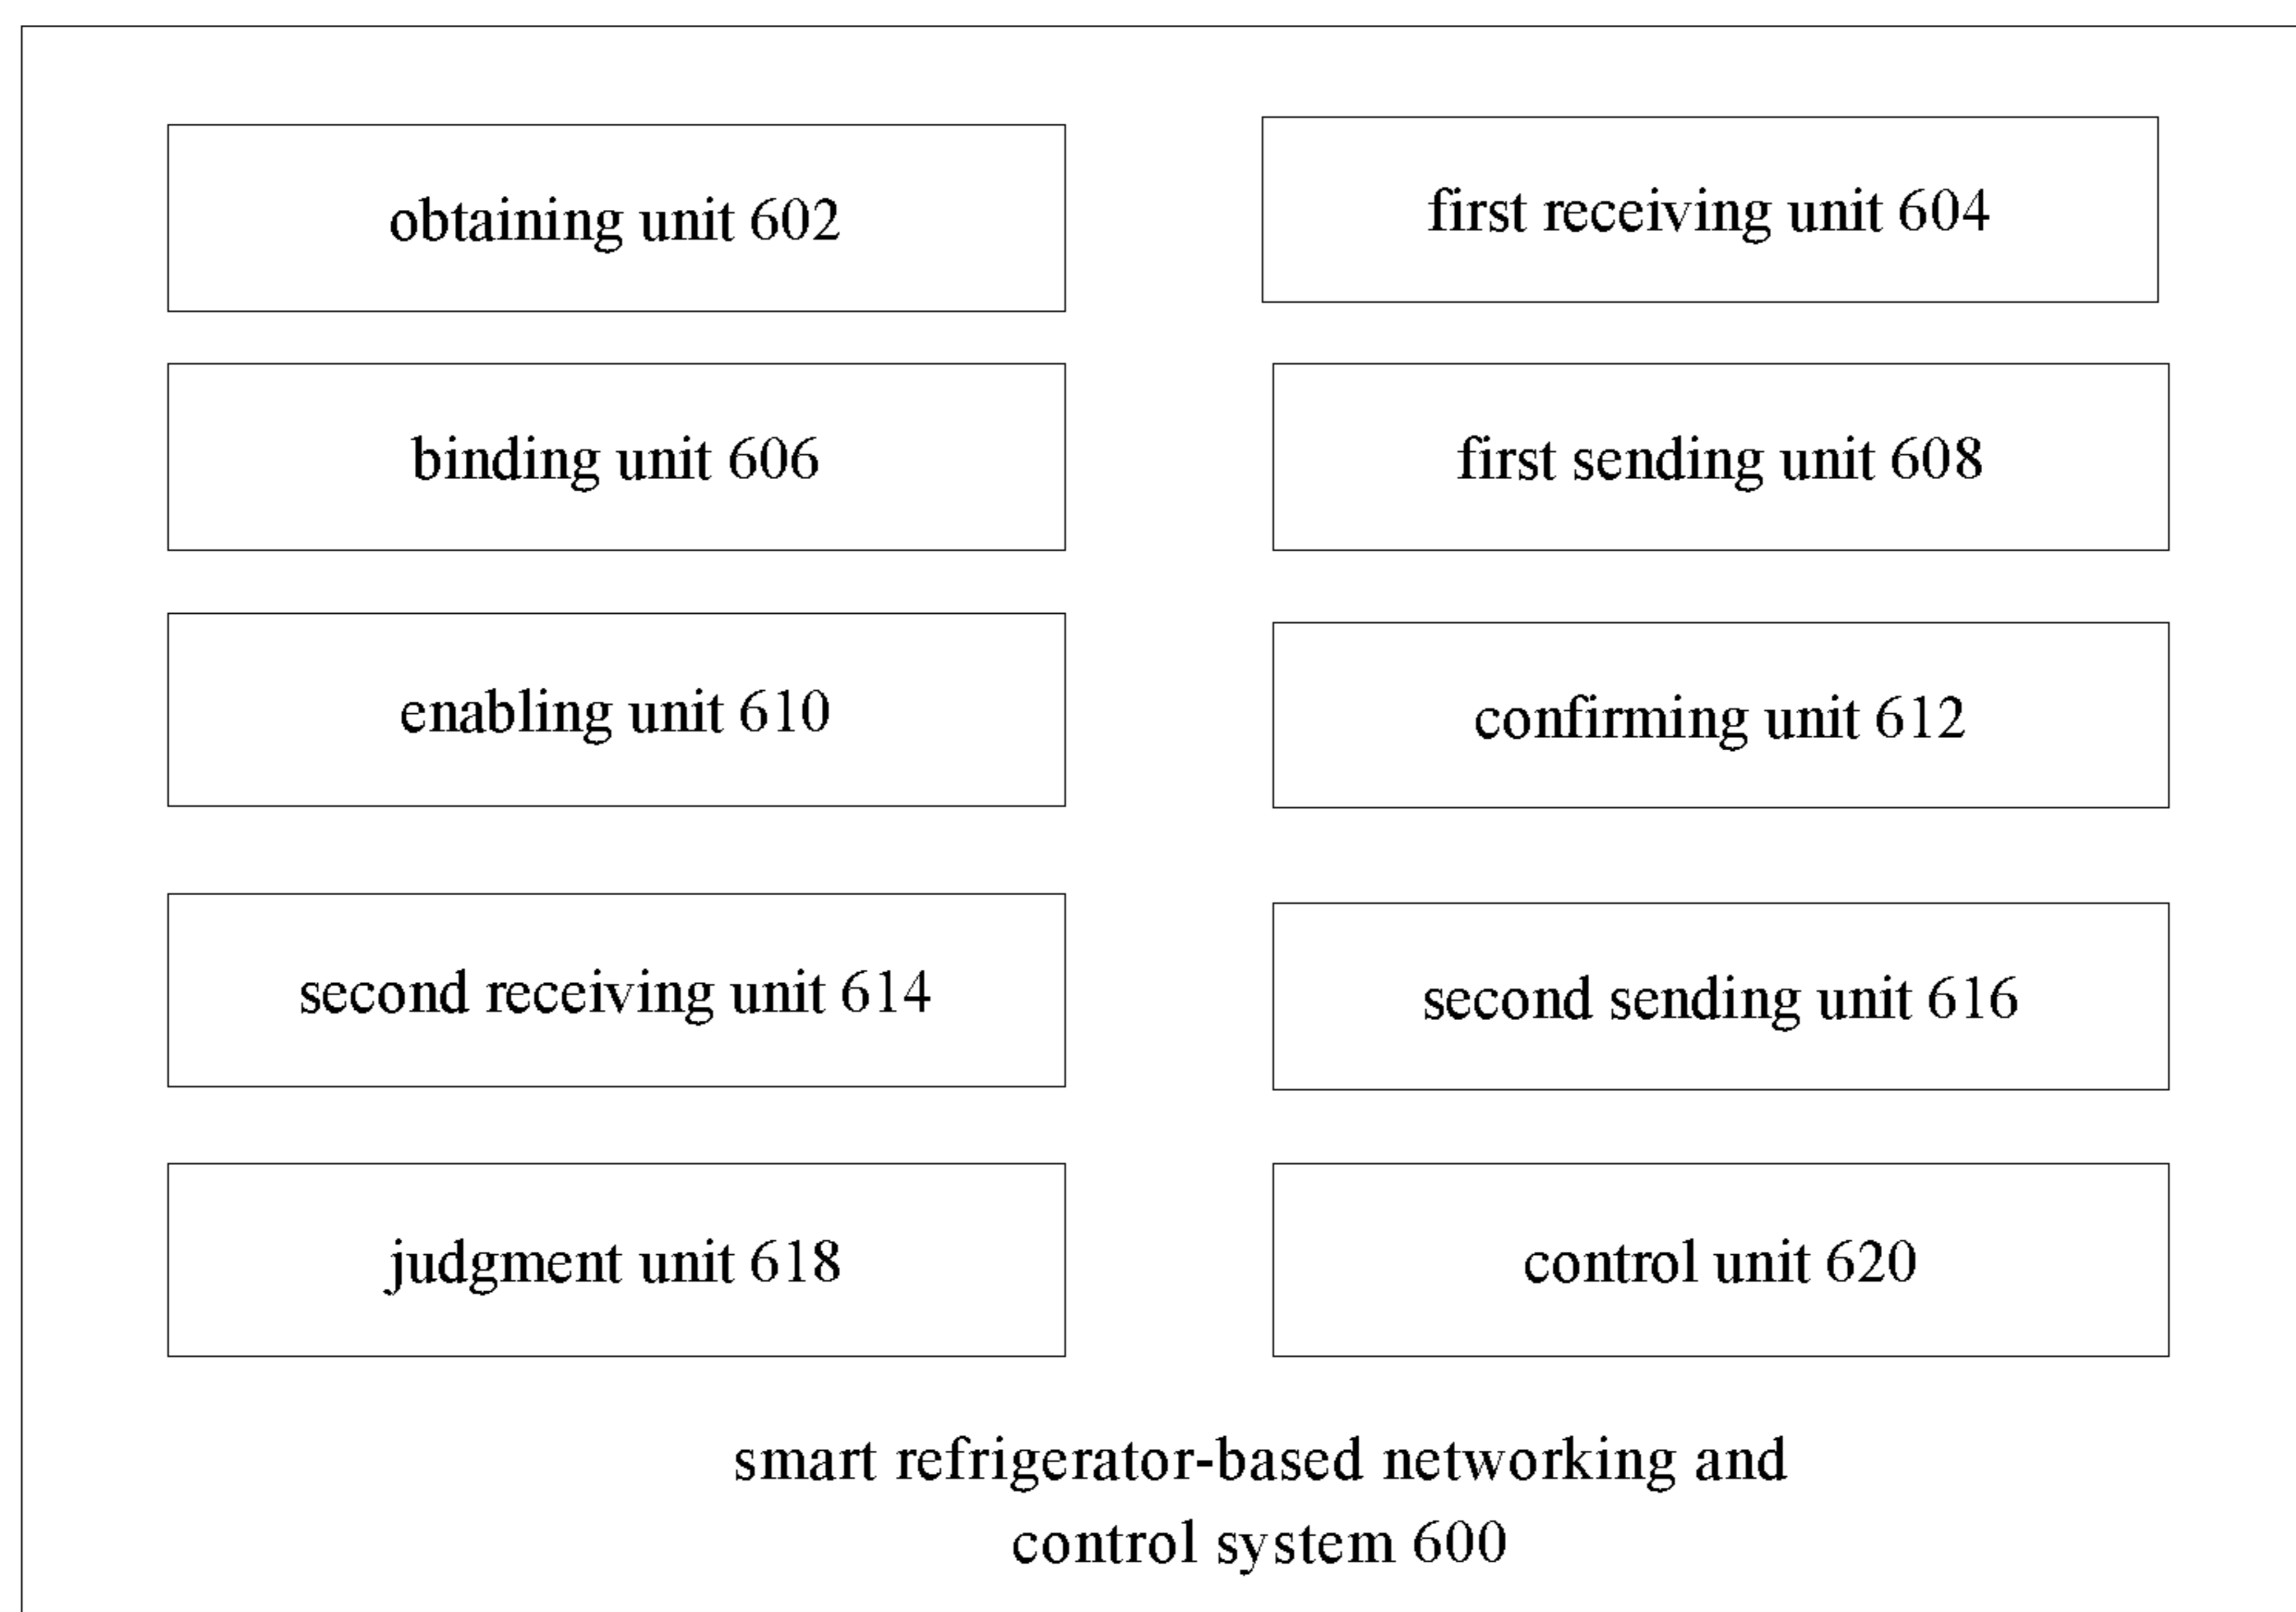 obtaining unit 602
first receiving unit 604
binding unit 606
first sending unit 608
enabling unit 610
confirming unit 612
second receiving unit 614
second sending unit 616
judgment unit 618
control unit 620
smart refrigerator-based networking and
control system 600